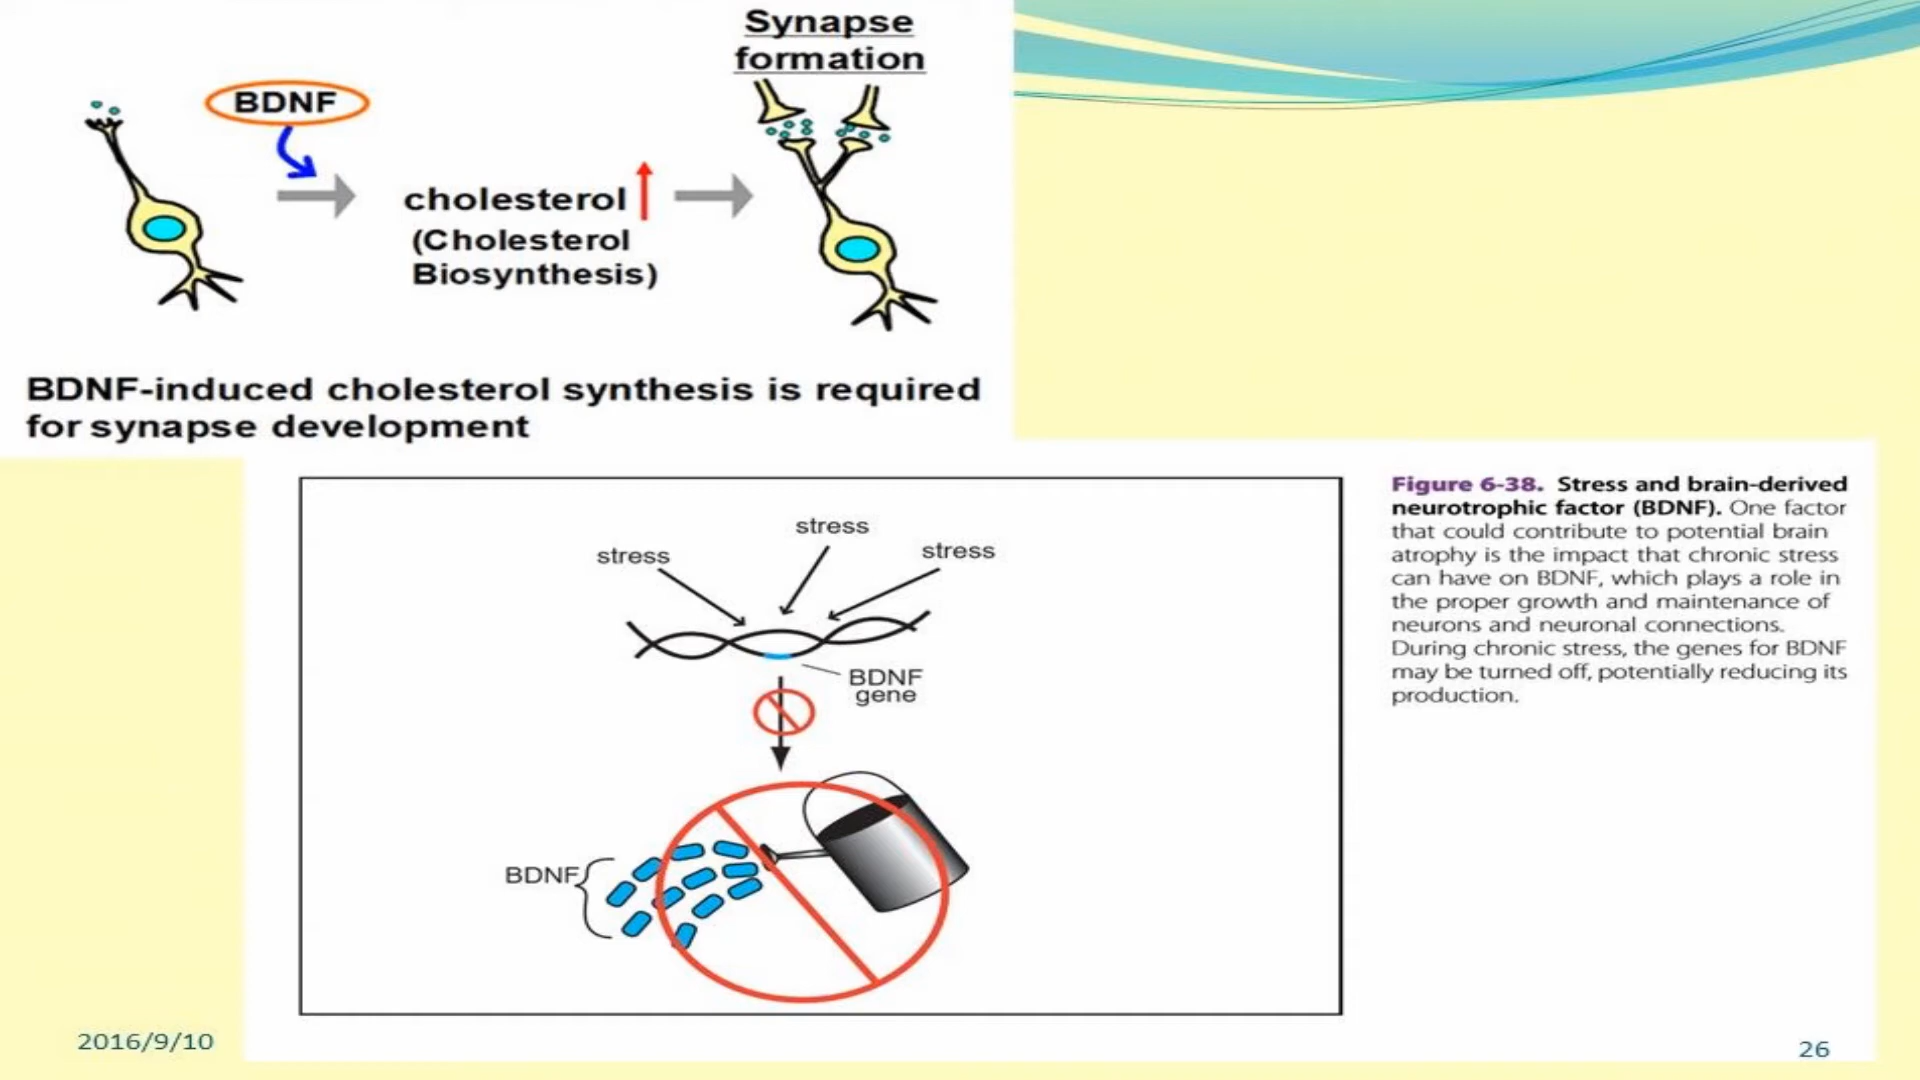 Synapse
formation
BDNF
cholesterol
(Cholesterol
Biosynthesis)
BDNF-induced cholesterol synthesis is required
for synapse development
stress
stress
stress
BDNF
gene
BDNF
Figure 6-38. Stress and brain-derived
neurotrophic factor (BDNF). One factor
that could contribute to potential brain
atrophy is the impact that chronic stress
can have on BDNF, which plays a role in
the proper growth and maintenance of
neurons and neuronal connections.
During chronic stress, the genes for BDNF
may be turned off, potentially reducing its
production.
2016/9/10
26